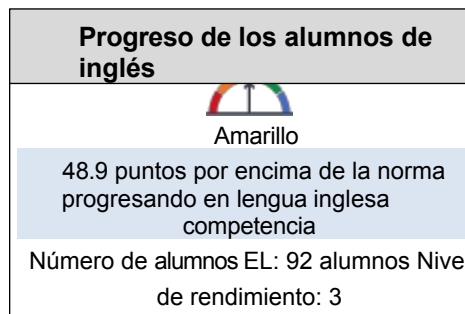 Progreso de los alumnos de
inglés
Amarillo
48.9 puntos por encima de la norma
progresando en lengua inglesa
competencia
Número de alumnos EL: 92 alumnos Nive
de rendimiento: 3